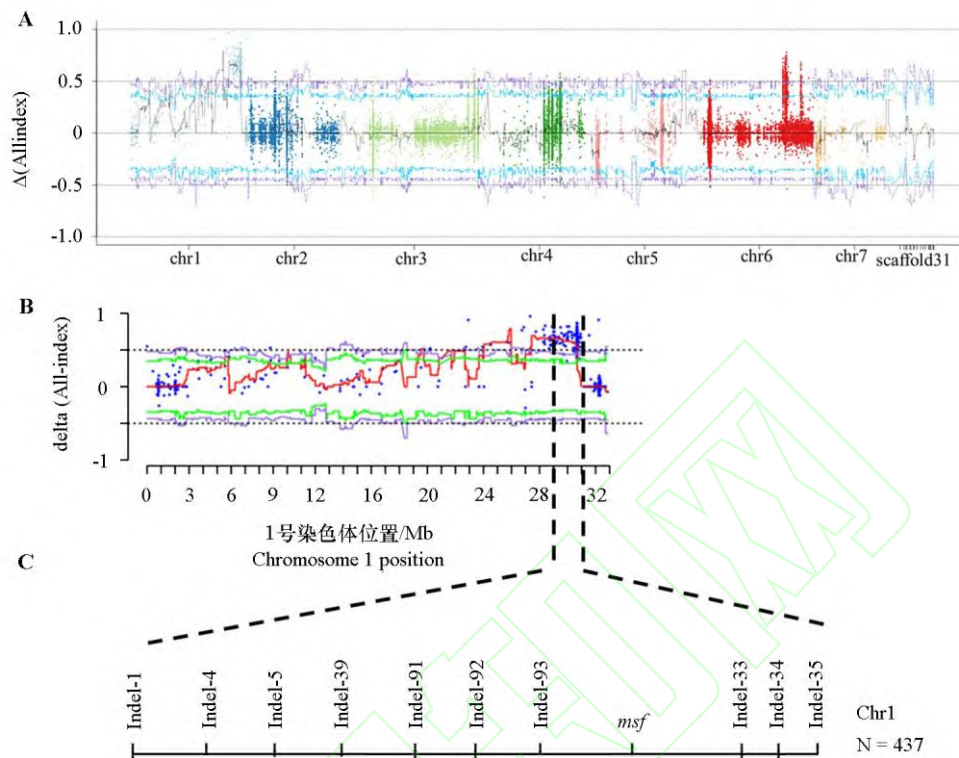 A
1.0
0.5
0
-0.5
-1.0
Δ(Allindex)
chr1 chr2 chr3 chr4 chr5 chr6 chr7 scaffold31
B
1
0
-1
delta (All-index)
0 3 6 9 12 16 20 24 28 32
1号染色体位置/Mb
Chromosome 1 position
C
Indel-1 Indel-4 Indel-5 Indel-39 Indel-91 Indel-92 Indel-93 msf Indel-33 Indel-34 Indel-35
Chr1
N = 437